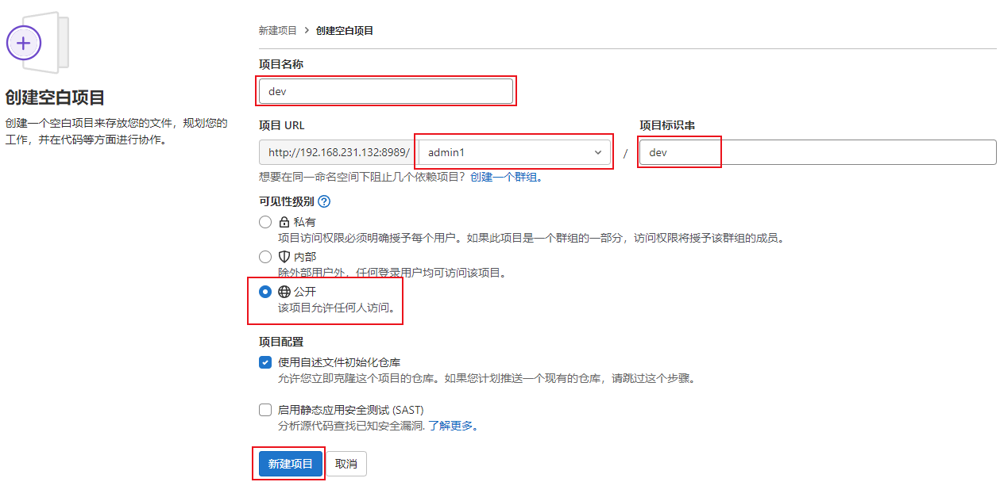 创建空白项目
创建一个空白项目来存放您的文件，规划您的
工作，并在代码等方面进行协作。
新建项目 > 创建空白项目
项目名称
dev
项目 URL
项目标识串
http://192.168.231.132:8989/ admin1 / dev
想要在同一命名空间下阻止几个依赖项目？创建一个群组。
可见性级别 ?
私有
项目访问权限必须明确授予每个用户。如果此项目是一个群组的一部分，访问权限将授予该群组的成员。
内部
除外部用户外，任何登录用户均可访问该项目。
公开
该项目允许任何人访问。
项目配置
使用自述文件初始化仓库
允许您立即克隆这个项目的仓库。如果您计划推送一个现有的仓库，请跳过这个步骤。
启用静态应用安全测试 (SAST)
分析源代码查找已知安全漏洞. 了解更多。
新建项目 取消